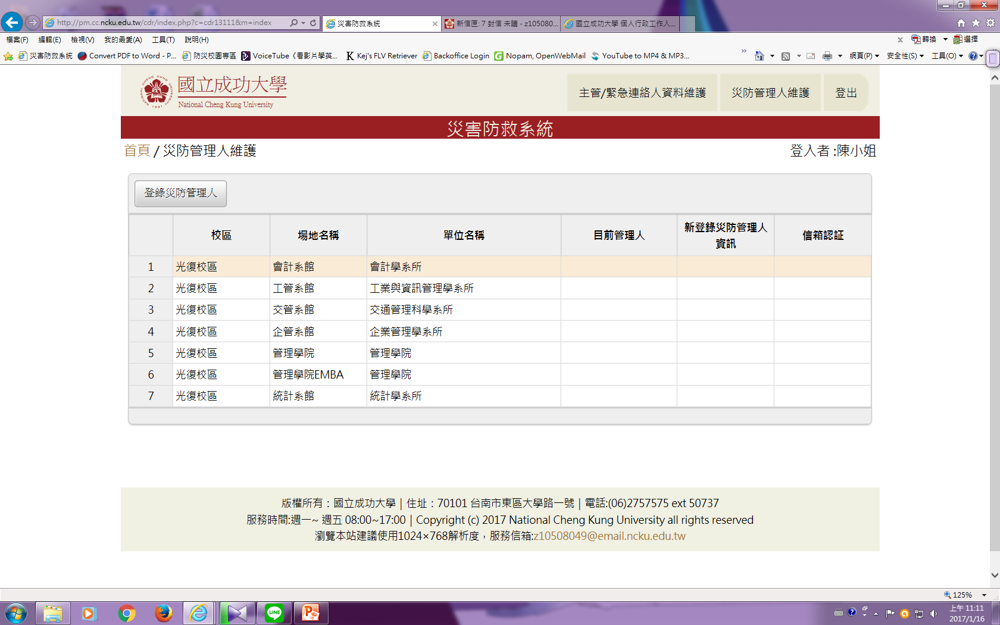 http://pm.cc.ncku.edu.tw/cdr/index.php?c=cdr13111&m=index
災害防救系統
新信匣: 7 封信 未讀 - z105080...
國立成功大學 個人行政工作入...
檔案(F) 編輯(E) 檢視(V) 我的最愛(A) 工具(T) 說明(H)
轉換 選擇
災害防救系統 Convert PDF to Word - P... 防災校園專區 VoiceTube《看影片學英... Kej's FLV Retriever Backoffice Login Nopam, OpenWebMail YouTube to MP4 & MP3...
網頁(P) 安全性(S) 工具(O)
國立成功大學
National Cheng Kung University
主管/緊急連絡人資料維護 災防管理人維護 登出
災害防救系統
首頁 / 災防管理人維護
登入者 :陳小姐
登錄災防管理人
校區 場地名稱 單位名稱 目前管理人 新登錄災防管理人資訊 信箱認証
1 光復校區 會計系館 會計學系所
2 光復校區 工管系館 工業與資訊管理學系所
3 光復校區 交管系館 交通管理科學系所
4 光復校區 企管系館 企業管理學系所
5 光復校區 管理學院 管理學院
6 光復校區 管理學院EMBA 管理學院
7 光復校區 統計系館 統計學系所
版權所有：國立成功大學 | 住址：70101 台南市東區大學路一號 | 電話:(06)2757575 ext 50737
服務時間:週一~ 週五 08:00~17:00 | Copyright (c) 2017 National Cheng Kung University all rights reserved
瀏覽本站建議使用1024×768解析度，服務信箱:z10508049@email.ncku.edu.tw
125%
LINE
上午 11:11
2017/1/16